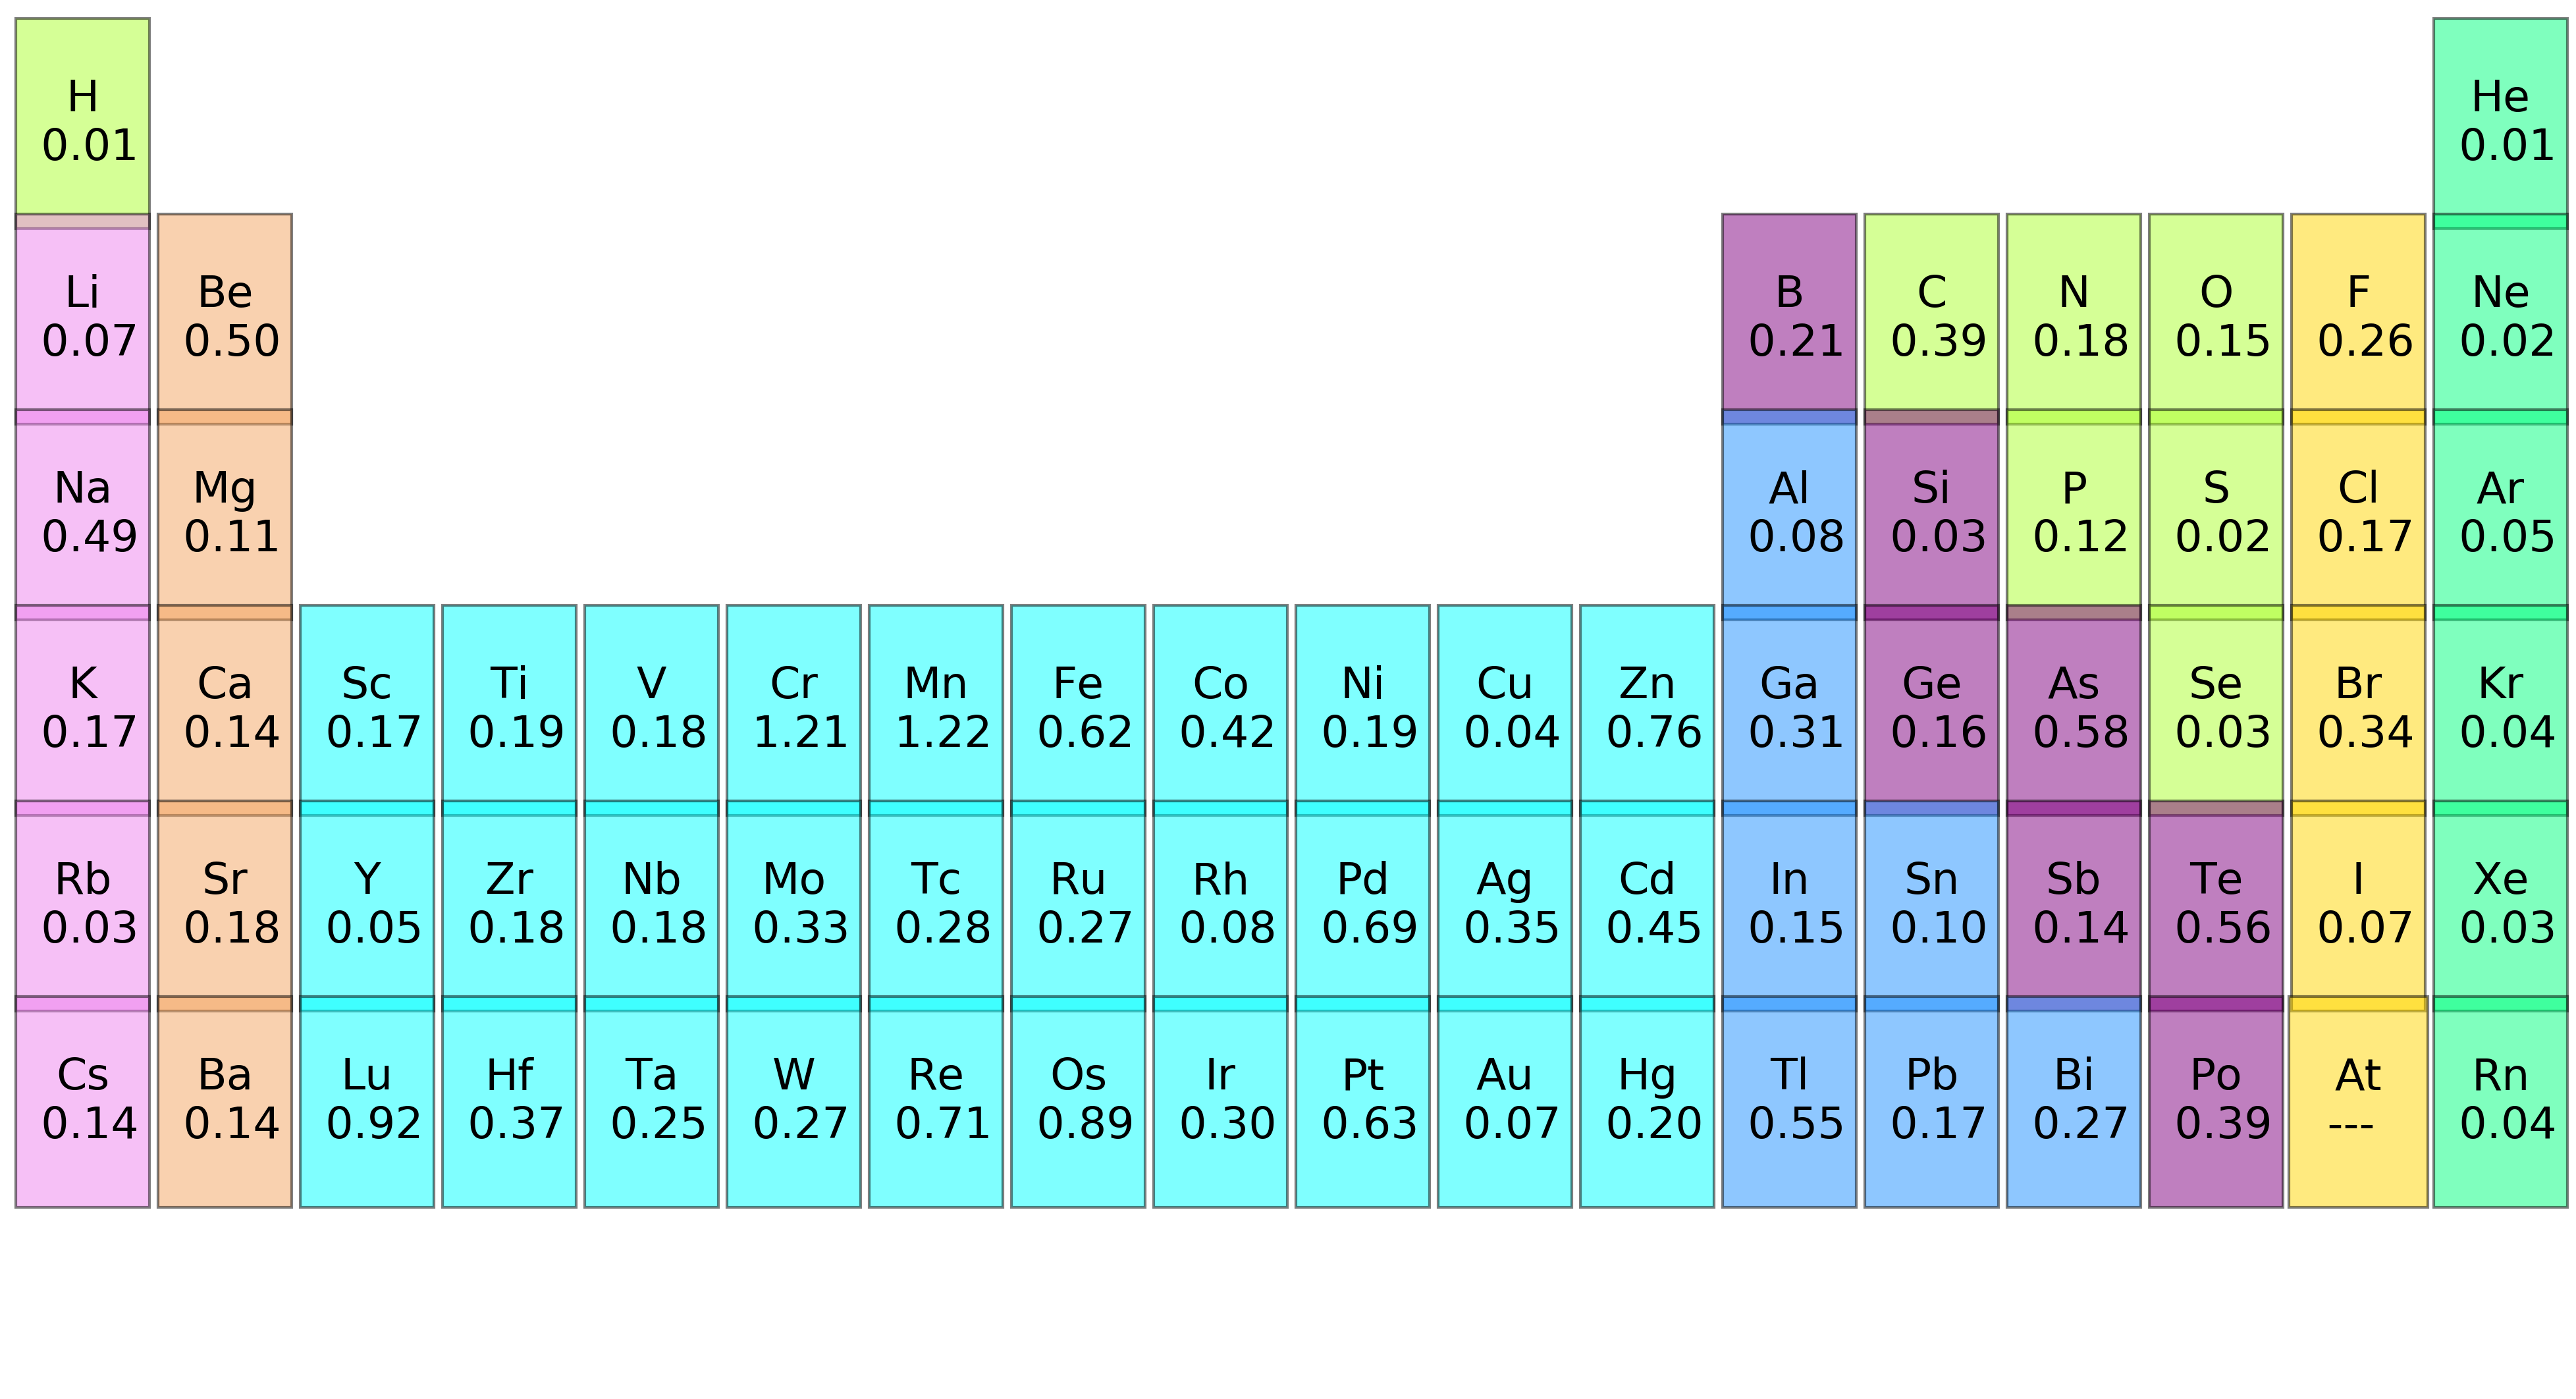 H He
0.01 0.01
Li Be B C N O F Ne
0.07 0.50 0.21 0.39 0.18 0.15 0.26 0.02
Na Mg Al Si P S Cl Ar
0.49 0.11 0.08 0.03 0.12 0.02 0.17 0.05
K Ca Sc Ti V Cr Mn Fe Co Ni Cu Zn Ga Ge As Se Br Kr
0.17 0.14 0.17 0.19 0.18 1.21 1.22 0.62 0.42 0.19 0.04 0.76 0.31 0.16 0.58 0.03 0.34 0.04
Rb Sr Y Zr Nb Mo Tc Ru Rh Pd Ag Cd In Sn Sb Te I Xe
0.03 0.18 0.05 0.18 0.18 0.33 0.28 0.27 0.08 0.69 0.35 0.45 0.15 0.10 0.14 0.56 0.07 0.03
Cs Ba Lu Hf Ta W Re Os Ir Pt Au Hg Tl Pb Bi Po At Rn
0.14 0.14 0.92 0.37 0.25 0.27 0.71 0.89 0.30 0.63 0.07 0.20 0.55 0.17 0.27 0.39 --- 0.04